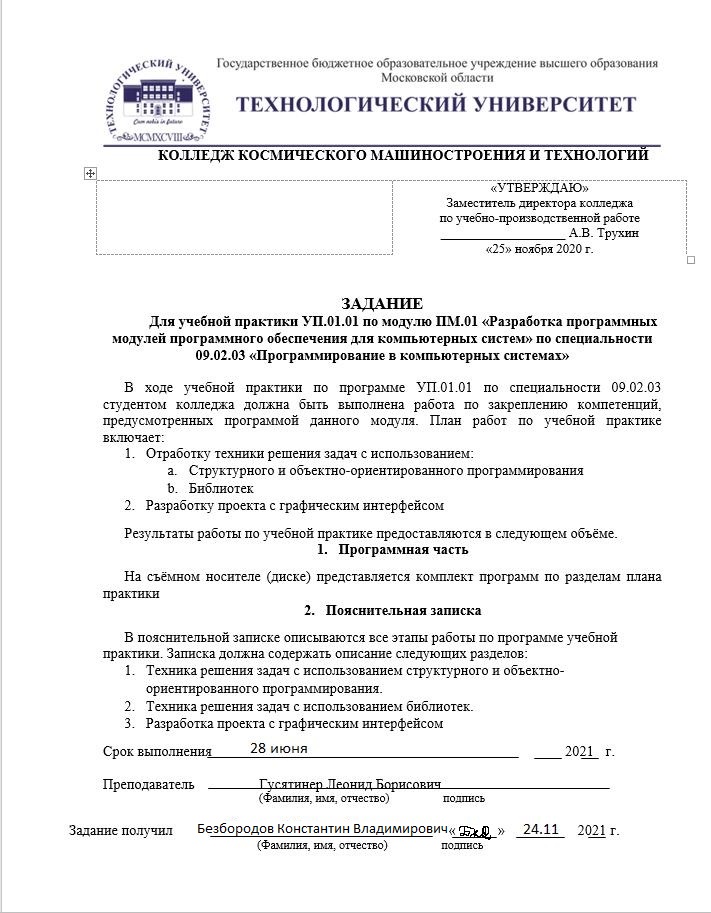 ТЕХНОЛОГИЧЕСКИЙ УНИВЕРСИТЕТ
Cum nobis in futuro
MCMXCVIII
Государственное бюджетное образовательное учреждение высшего образования
Московской области
ТЕХНОЛОГИЧЕСКИЙ УНИВЕРСИТЕТ
КОЛЛЕДЖ КОСМИЧЕСКОГО МАШИНОСТРОЕНИЯ И ТЕХНОЛОГИЙ
«УТВЕРЖДАЮ»
Заместитель директора колледжа
по учебно-производственной работе
___________________ А.В. Трухин
«25» ноября 2020 г.
ЗАДАНИЕ
Для учебной практики УП.01.01 по модулю ПМ.01 «Разработка программных
модулей программного обеспечения для компьютерных систем» по специальности
09.02.03 «Программирование в компьютерных системах»
В ходе учебной практики по программе УП.01.01 по специальности 09.02.03
студентом колледжа должна быть выполнена работа по закреплению компетенций,
предусмотренных программой данного модуля. План работ по учебной практике
включает:
1. Отработку техники решения задач с использованием:
a. Структурного и объектно-ориентированного программирования
b. Библиотек
2. Разработку проекта с графическим интерфейсом
Результаты работы по учебной практике предоставляются в следующем объёме.
1. Программная часть
На съёмном носителе (диске) представляется комплект программ по разделам плана
практики
2. Пояснительная записка
В пояснительной записке описываются все этапы работы по программе учебной
практики. Записка должна содержать описание следующих разделов:
1. Техника решения задач с использованием структурного и объектно-
ориентированного программирования.
2. Техника решения задач с использованием библиотек.
3. Разработка проекта с графическим интерфейсом
Срок выполнения 28 июня ____ 2021 г.
Преподаватель Гусятинер Леонид Борисович
(Фамилия, имя, отчество) подпись
Задание получил Безбородов Константин Владимирович « » 24.11 2021 г.
(Фамилия, имя, отчество) подпись